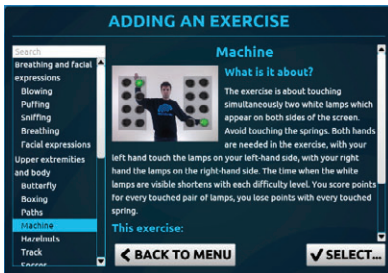 ADDING AN EXERCISE
Search
Breathing and facial
expressions
Blowing
Puffing
Sniffing
Breathing
Facial expressions
Upper extremities
and body
Butterfly
Boxing
Paths
Machine
Hazelnuts
Track
Machine
What is it about?
The exercise is about touching
simultaneously two white lamps which
appear on both sides of the screen.
Avoid touching the springs. Both hands
are needed in the exercise, with your
left hand touch the lamps on your left-hand side, with your right
hand the lamps on the right-hand side. The time when the white
lamps are visible shortens with each difficulty level. You score points
for every touched pair of lamps, you lose points with every touched
spring.
This exercise:
BACK TO MENU
SELECT...